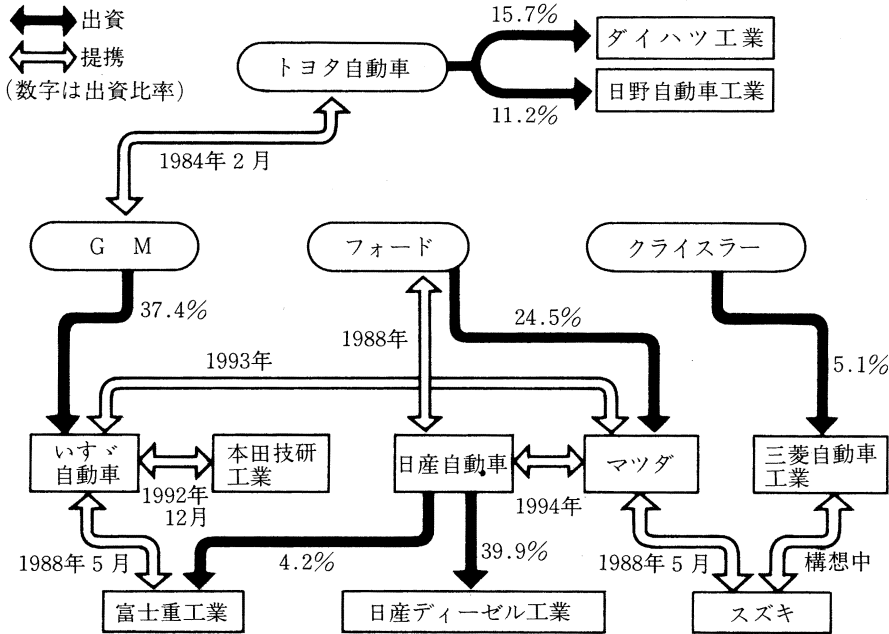 出資
提携
(数字は出資比率)
トヨタ自動車
15.7%
ダイハツ工業
日野自動車工業
11.2%
1984年2月
G M
フォード
クライスラー
37.4%
1988年
24.5%
5.1%
1993年
いすゞ
自動車
本田技研
工業
日産自動車
マツダ
三菱自動車
工業
1992年
12月
1994年
1988年5月
4.2%
39.9%
1988年5月
構想中
富士重工業
日産ディーゼル工業
スズキ